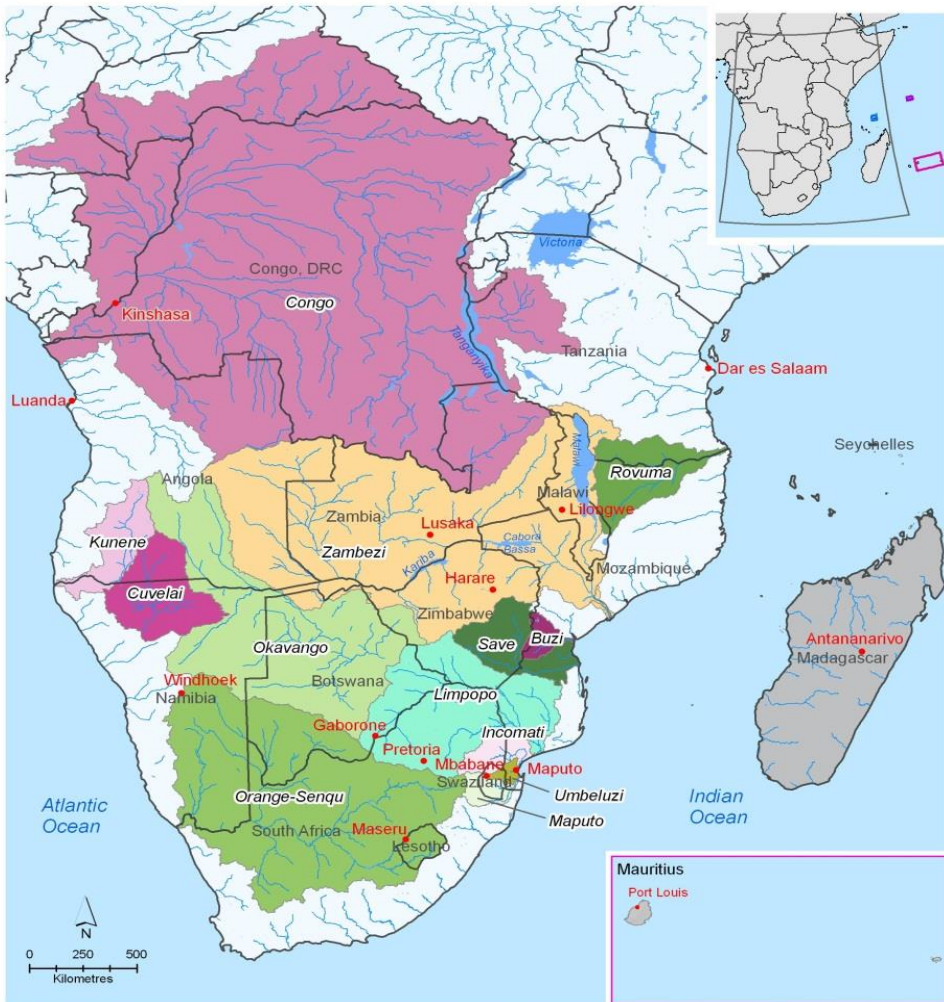 Victoria
Congo, DRC
Congo
Kinshasa
Tanganyika
Tanzania
Dar es Salaam
Luanda
Seyohelles
Rovuma
Malawi
Malawi
Lilongwe
Angola
Zambia
Lusaka
Kunene
Zambezi
Cabora
Bassa
Kariba
Mozambique
Harare
Cuvelai
Zimbabwe
Save
Buzi
Antananarivo
Madagascar
Okavango
Botswana
Windhoek
Namibia
Limpopo
Gaborone
Incomati
Pretoria
Mbabane
Maputo
Swaziland
Umbeluzi
Orange-Senqu
Maputo
Atlantic
Ocean
Indian
Ocean
South Africa
Maseru
Lesotho
Mauritius
Port Louis
N
0 250 500
Kilometres